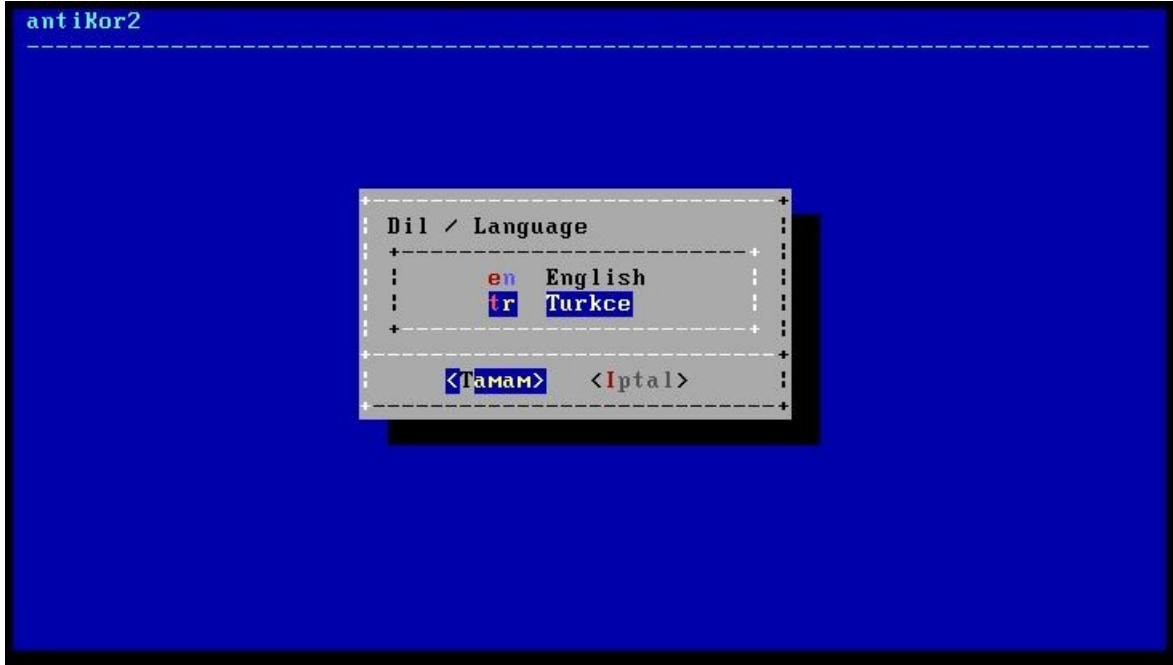 antiKor2
Dil / Language
en English
tr Turkce
<Tamam> <Iptal>